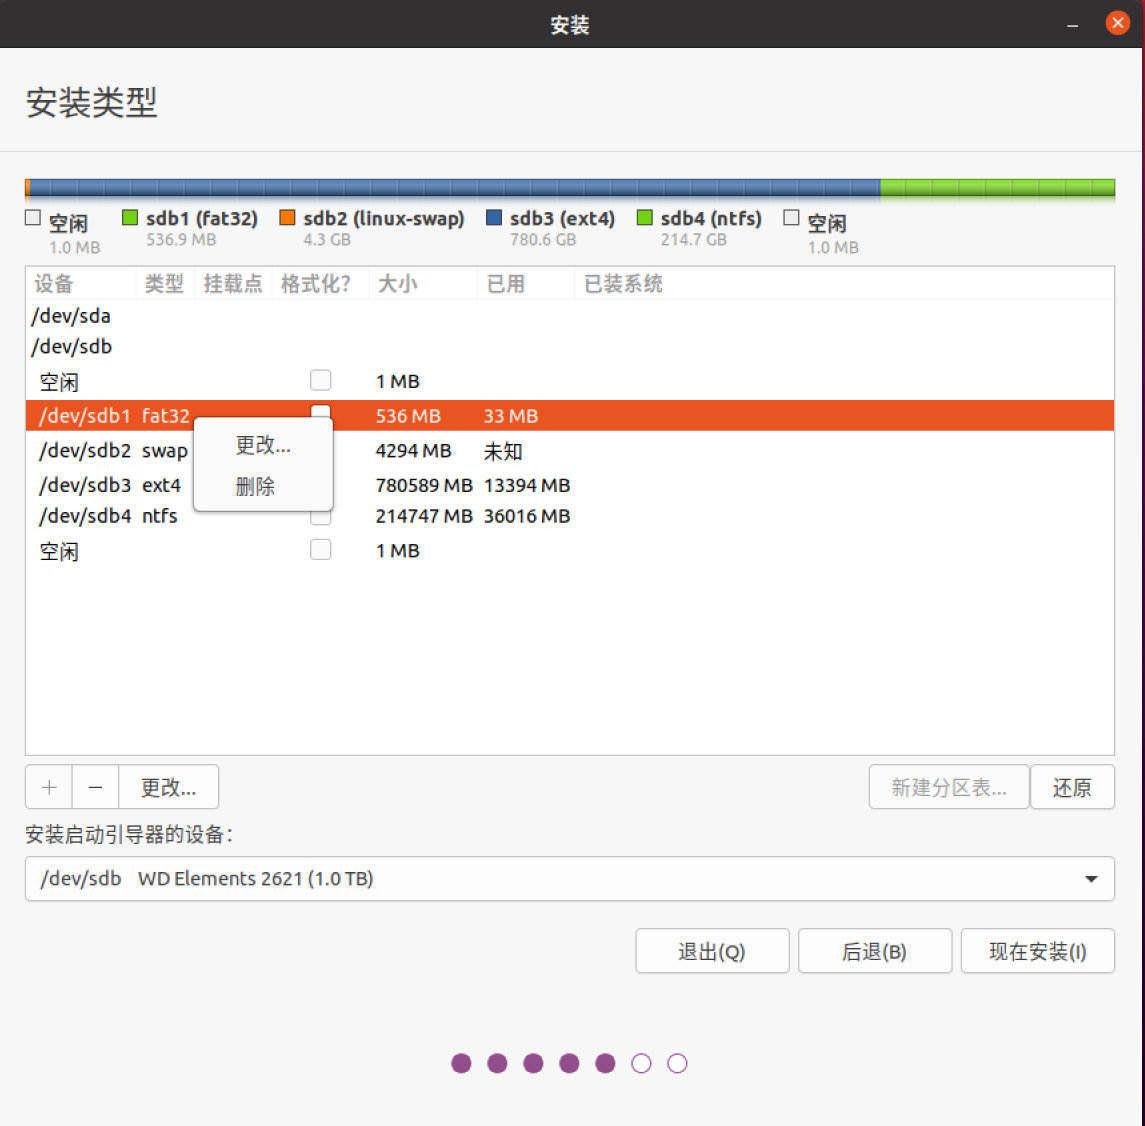 安装
安装类型
空闲 sdb1 (fat32) sdb2 (linux-swap) sdb3 (ext4) sdb4 (ntfs) 空闲
1.0 MB 536.9 MB 4.3 GB 780.6 GB 214.7 GB 1.0 MB
设备 类型 挂载点 格式化? 大小 已用 已装系统
/dev/sda
/dev/sdb
空闲 1 MB
/dev/sdb1 fat32 536 MB 33 MB
更改...
/dev/sdb2 swap 4294 MB 未知
删除
/dev/sdb3 ext4 780589 MB 13394 MB
/dev/sdb4 ntfs 214747 MB 36016 MB
空闲 1 MB
+ − 更改... 新建分区表... 还原
安装启动引导器的设备：
/dev/sdb WD Elements 2621 (1.0 TB)
退出(Q) 后退(B) 现在安装(I)